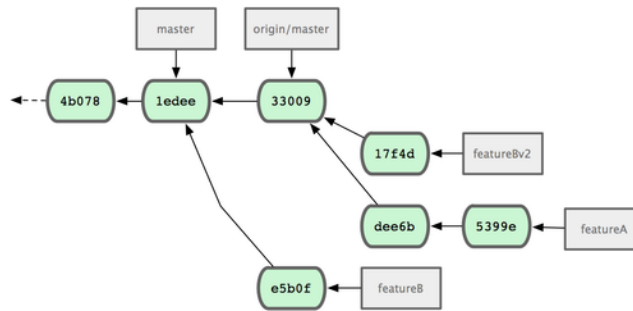 master
origin/master
4b078
1edee
33009
17f4d
featureBv2
dee6b
5399e
featureA
e5b0f
featureB